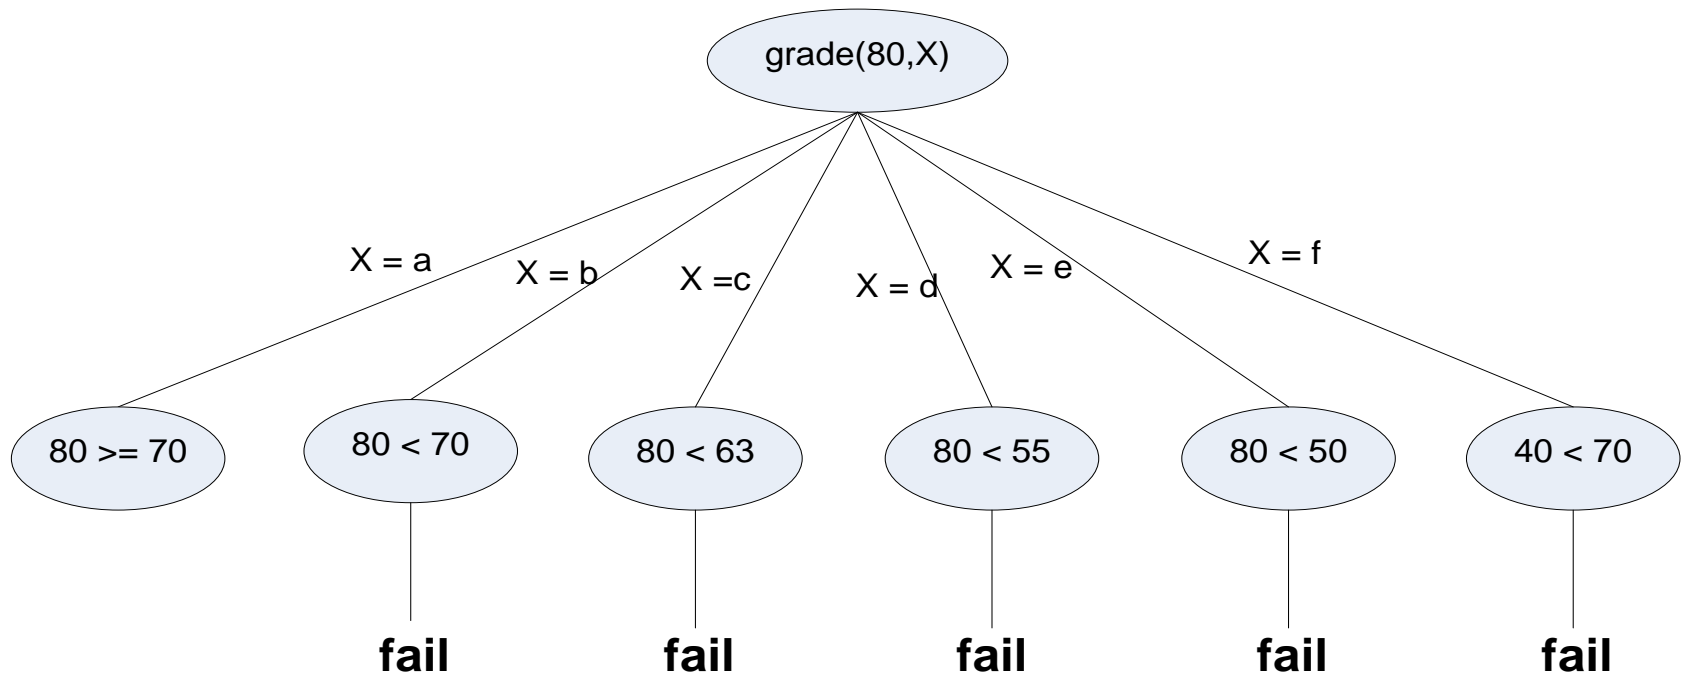 grade(80,X)
X = a
X = b
X =c
X = d
X = e
X = f
80 >= 70
80 < 70
80 < 63
80 < 55
80 < 50
40 < 70
fail
fail
fail
fail
fail